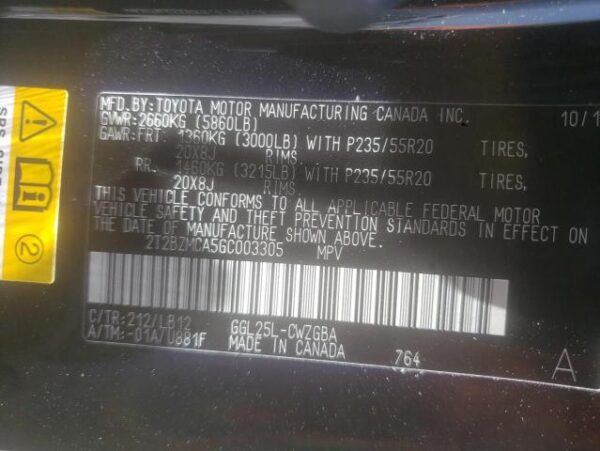 MFD.BY:TOYOTA MOTOR MANUFACTURING CANADA INC. 10/1
GVWR:2660KG (5860LB)
GAWR:FRT. 1360KG (3000LB) WITH P235/55R20 TIRES,
20X8J RIMS
RR. 1460KG (3215LB) WITH P235/55R20 TIRES,
20X8J RIMS
THIS VEHICLE CONFORMS TO ALL APPLICABLE FEDERAL MOTOR
VEHICLE SAFETY AND THEFT PREVENTION STANDARDS IN EFFECT ON
THE DATE OF MANUFACTURE SHOWN ABOVE.
2T2BZMCA5GC003305 MPV
C/TR:212/LB12 GGL25L-CWZGBA
A/TM:-01A/U881F MADE IN CANADA 764
A
2